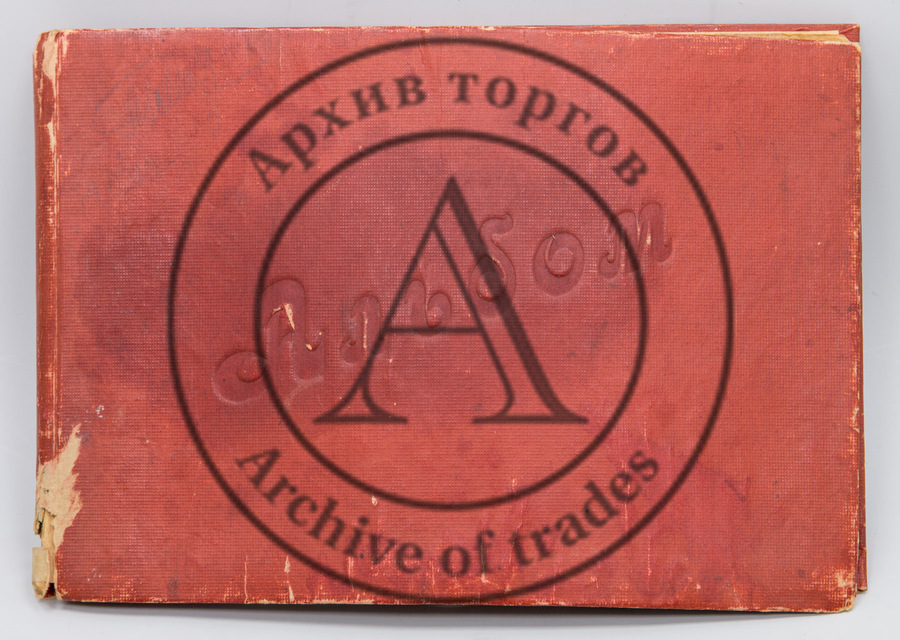 Архив торгов
Альбом
A
Archive of trades